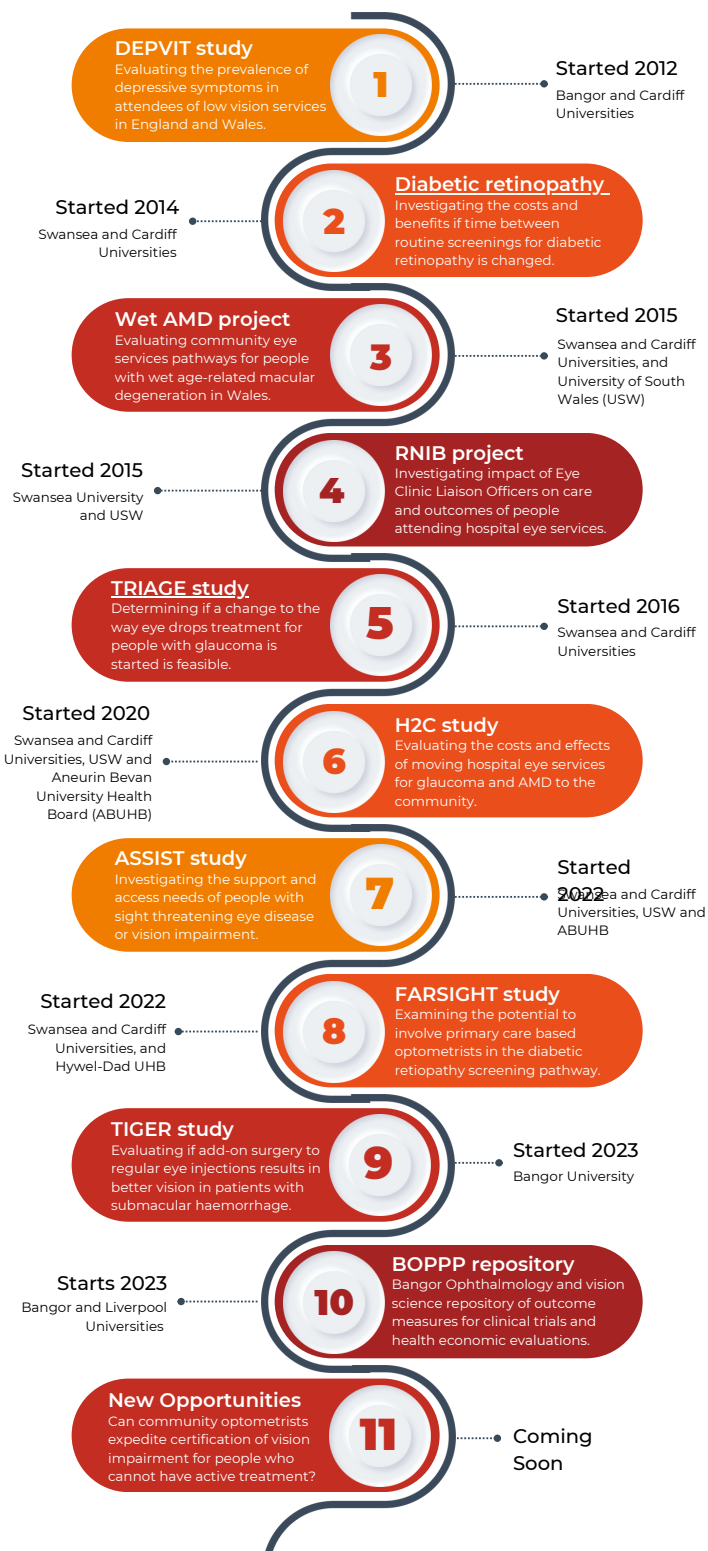 DEPVIT study
Evaluating the prevalence of
depressive symptoms in
attendees of low vision services
in England and Wales.
1
Started 2012
Bangor and Cardiff
Universities
Started 2014
Swansea and Cardiff
Universities
2
Diabetic retinopathy
Investigating the costs and
benefits if time between
routine screenings for diabetic
retinopathy is changed.
Wet AMD project
Evaluating community eye
services pathways for people
with wet age-related macular
degeneration in Wales.
3
Started 2015
Swansea and Cardiff
Universities, and
University of South
Wales (USW)
Started 2015
Swansea University
and USW
4
RNIB project
Investigating impact of Eye
Clinic Liaison Officers on care
and outcomes of people
attending hospital eye services.
TRIAGE study
Determining if a change to the
way eye drops treatment for
people with glaucoma is
started is feasible.
5
Started 2016
Swansea and Cardiff
Universities
Started 2020
Swansea and Cardiff
Universities, USW and
Aneurin Bevan
University Health
Board (ABUHB)
6
H2C study
Evaluating the costs and effects
of moving hospital eye services
for glaucoma and AMD to the
community.
ASSIST study
Investigating the support and
access needs of people with
sight threatening eye disease
or vision impairment.
7
Started
2022
Swansea and Cardiff
Universities, USW and
ABUHB
Started 2022
Swansea and Cardiff
Universities, and
Hywel-Dad UHB
8
FARSIGHT study
Examining the potential to
involve primary care based
optometrists in the diabetic
retiopathy screening pathway.
TIGER study
Evaluating if add-on surgery to
regular eye injections results in
better vision in patients with
submacular haemorrhage.
9
Started 2023
Bangor University
Starts 2023
Bangor and Liverpool
Universities
10
BOPPP repository
Bangor Ophthalmology and vision
science repository of outcome
measures for clinical trials and
health economic evaluations.
New Opportunities
Can community optometrists
expedite certification of vision
impairment for people who
cannot have active treatment?
11
Coming
Soon